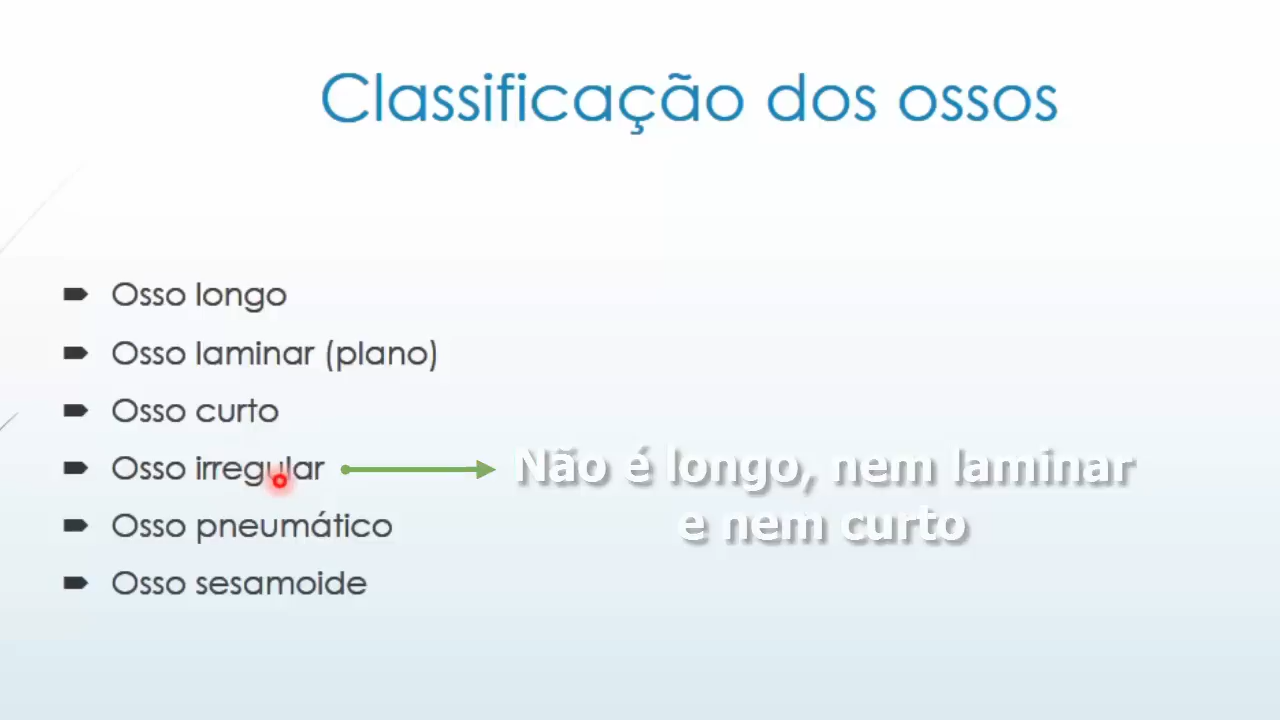 Classificação dos ossos
Osso longo
Osso laminar (plano)
Osso curto
Osso irregular
Não é longo, nem laminar
e nem curto
Osso pneumático
Osso sesamoide